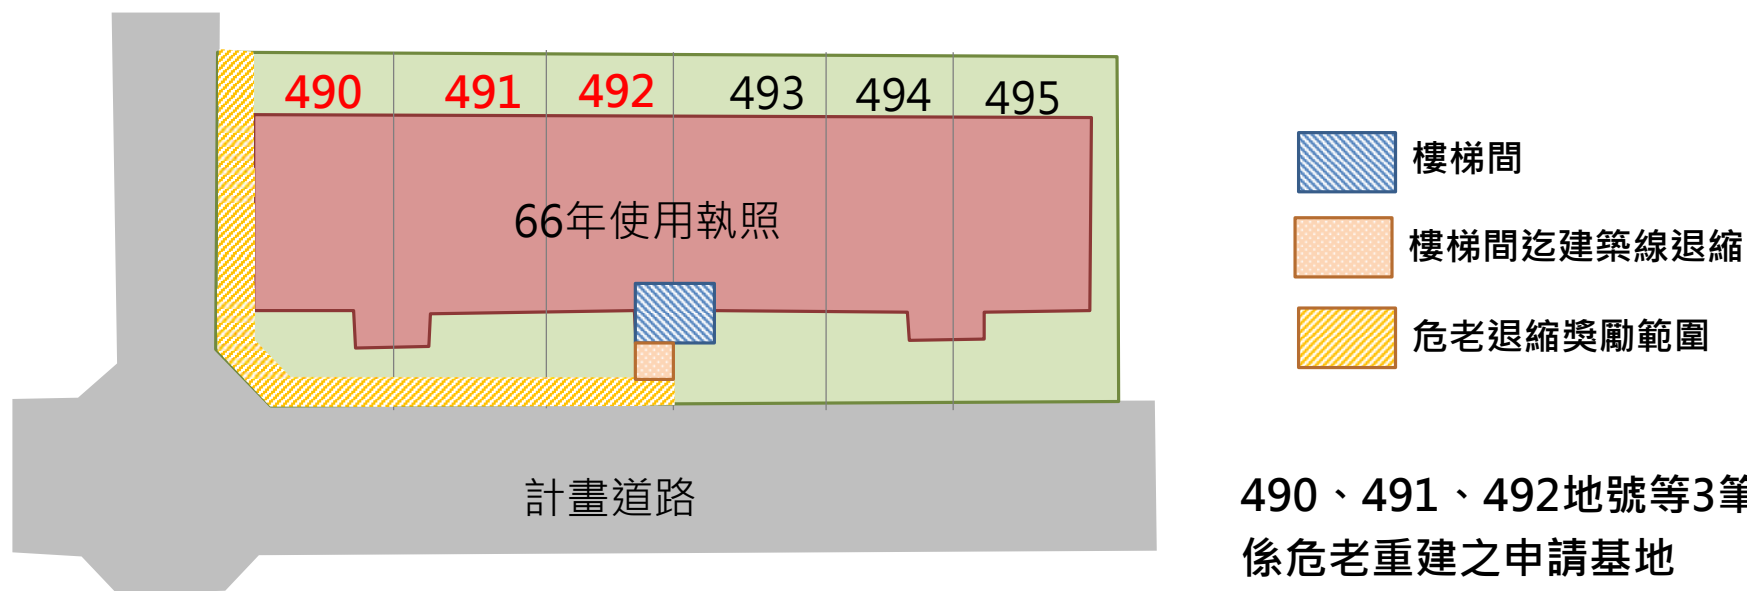 490 491 492 493 494 495
66年使用執照
計畫道路
樓梯間
樓梯間迄建築線退縮
危老退縮獎勵範圍
490、491、492地號等3筆
係危老重建之申請基地